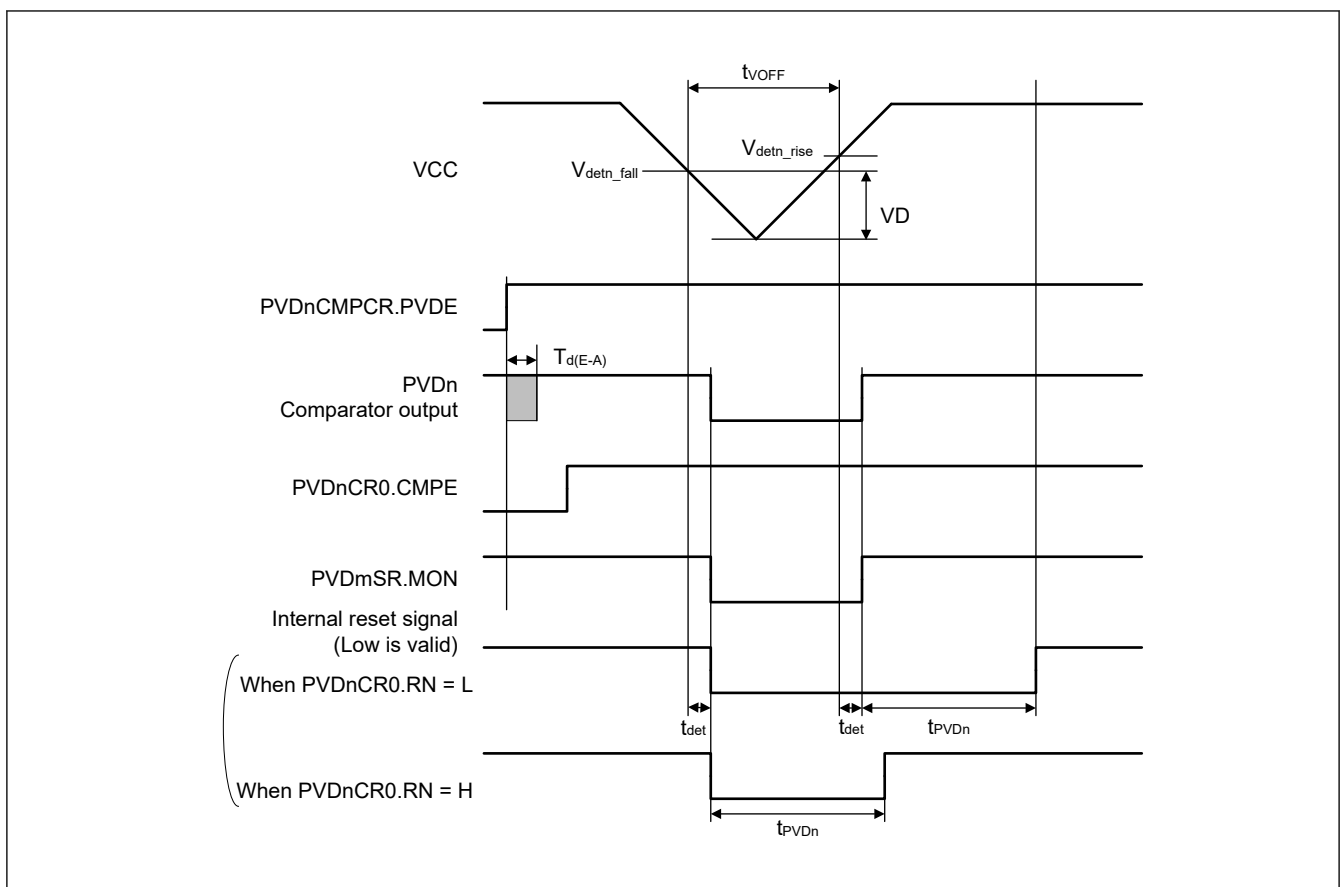 tVOFF
Vdetn_rise
VCC
Vdetn_fall
VD
PVDnCMPCR.PVDE
Td(E-A)
PVDn
Comparator output
PVDnCR0.CMPE
PVDmSR.MON
Internal reset signal
(Low is valid)
When PVDnCR0.RN = L
tdet
tdet
tPVDn
When PVDnCR0.RN = H
tPVDn